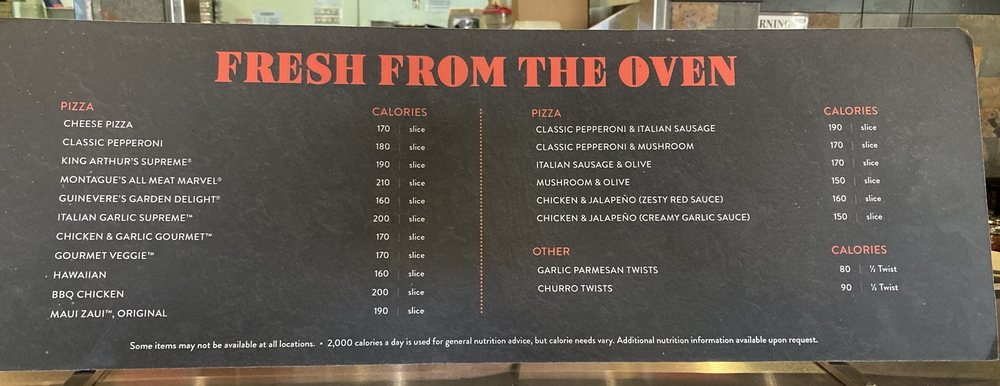 RNING
FRESH FROM THE OVEN
PIZZA CALORIES
CHEESE PIZZA 170 | slice
CLASSIC PEPPERONI 180 | slice
KING ARTHUR'S SUPREME® 190 | slice
MONTAGUE'S ALL MEAT MARVEL® 210 | slice
GUINEVERE'S GARDEN DELIGHT® 160 | slice
ITALIAN GARLIC SUPREME™ 200 | slice
CHICKEN & GARLIC GOURMET™ 170 | slice
GOURMET VEGGIE™ 170 | slice
HAWAIIAN 160 | slice
BBQ CHICKEN 200 | slice
MAUI ZAUI™, ORIGINAL 190 | slice
PIZZA CALORIES
CLASSIC PEPPERONI & ITALIAN SAUSAGE 190 | slice
CLASSIC PEPPERONI & MUSHROOM 170 | slice
ITALIAN SAUSAGE & OLIVE 170 | slice
MUSHROOM & OLIVE 150 | slice
CHICKEN & JALAPEÑO (ZESTY RED SAUCE) 160 | slice
CHICKEN & JALAPEÑO (CREAMY GARLIC SAUCE) 150 | slice
OTHER CALORIES
GARLIC PARMESAN TWISTS 80 | ½ Twist
CHURRO TWISTS 90 | ½ Twist
Some items may not be available at all locations. • 2,000 calories a day is used for general nutrition advice, but calorie needs vary. Additional nutrition information available upon request.